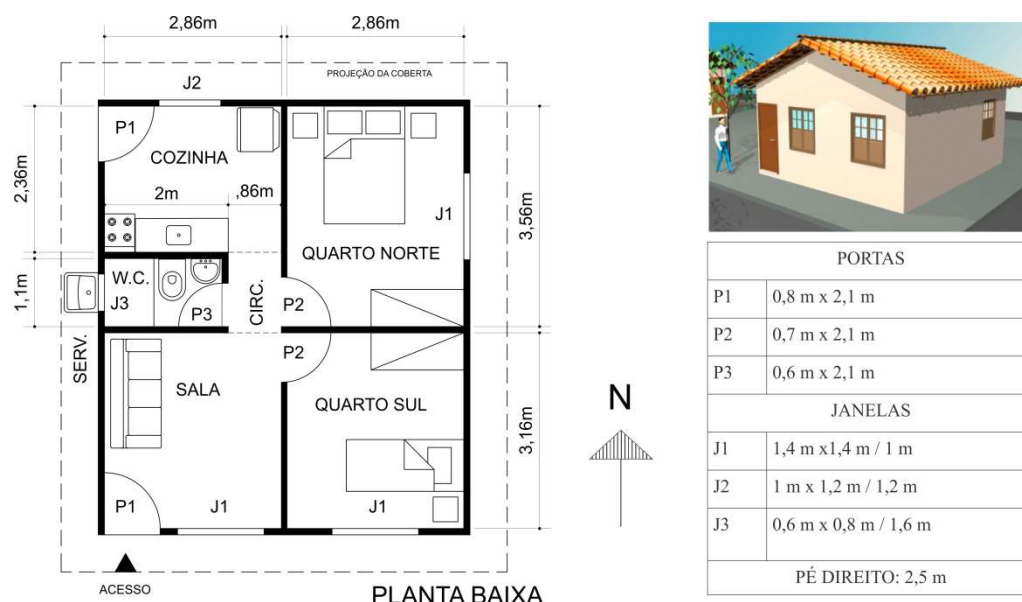 2,86m
2,86m
PROJEÇÃO DA COBERTA
J2
P1
COZINHA
2m
,86m
2,36m
J1
3,56m
QUARTO NORTE
W.C.
J3
P3
CIRC.
P2
1,1m
SERV.
P2
SALA
QUARTO SUL
3,16m
P1
J1
J1
ACESSO
PLANTA BAIXA
N
PORTAS
P1 0,8 m x 2,1 m
P2 0,7 m x 2,1 m
P3 0,6 m x 2,1 m
JANELAS
J1 1,4 m x1,4 m / 1 m
J2 1 m x 1,2 m / 1,2 m
J3 0,6 m x 0,8 m / 1,6 m
PÉ DIREITO: 2,5 m